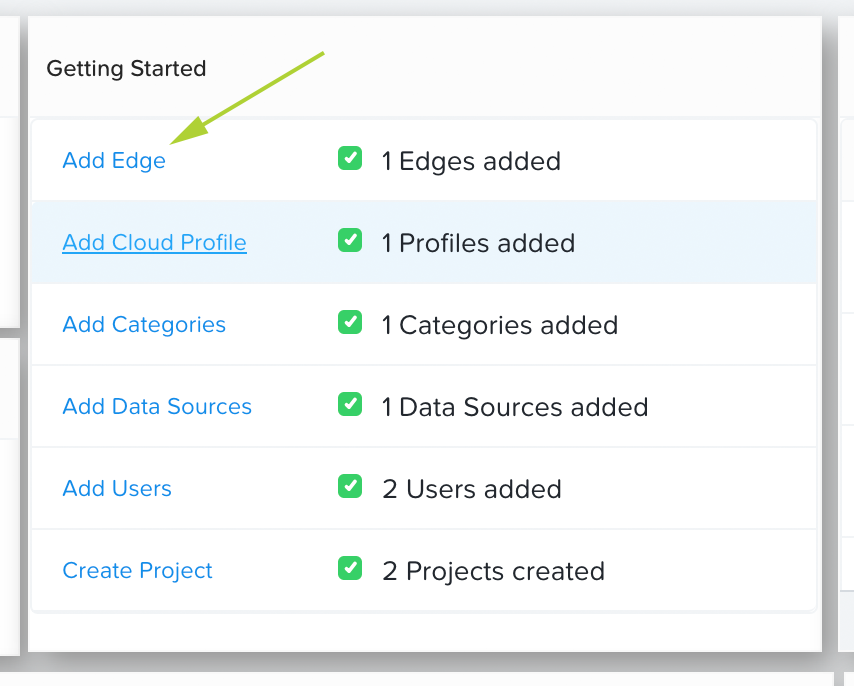 Getting Started
Add Edge 1 Edges added
Add Cloud Profile 1 Profiles added
Add Categories 1 Categories added
Add Data Sources 1 Data Sources added
Add Users 2 Users added
Create Project 2 Projects created